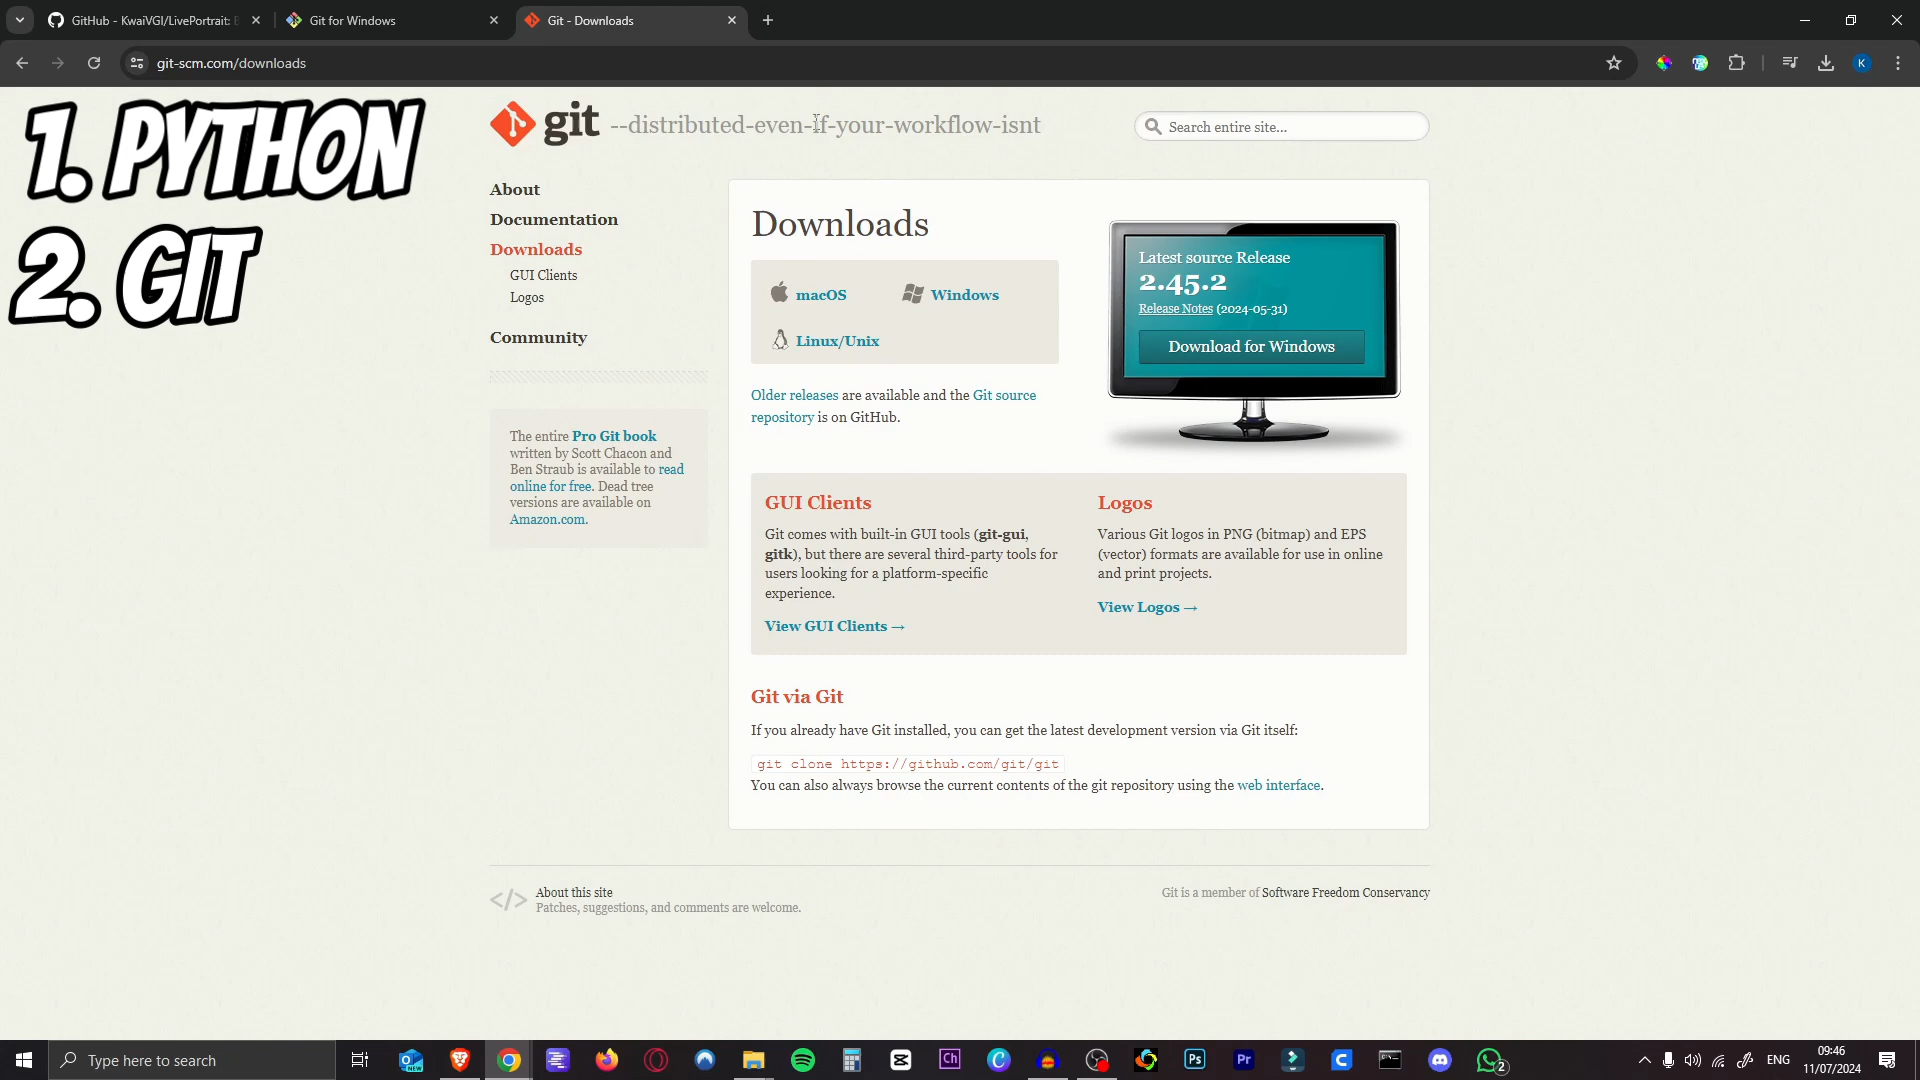 GitHub - KwaiVGI/LivePortrait: B
Git for Windows
Git - Downloads
git-scm.com/downloads
K
1. PYTHON
2. GIT
git --distributed-even-if-your-workflow-isnt
Search entire site...
About
Documentation
Downloads
GUI Clients
Logos
Community
The entire Pro Git book
written by Scott Chacon and
Ben Straub is available to read
online for free. Dead tree
versions are available on
Amazon.com.
Downloads
macOS
Windows
Linux/Unix
Older releases are available and the Git source
repository is on GitHub.
Latest source Release
2.45.2
Release Notes (2024-05-31)
Download for Windows
GUI Clients
Git comes with built-in GUI tools (git-gui,
gitk), but there are several third-party tools for
users looking for a platform-specific
experience.
View GUI Clients →
Logos
Various Git logos in PNG (bitmap) and EPS
(vector) formats are available for use in online
and print projects.
View Logos →
Git via Git
If you already have Git installed, you can get the latest development version via Git itself:
git clone https://github.com/git/git
You can also always browse the current contents of the git repository using the web interface.
</>
About this site
Patches, suggestions, and comments are welcome.
Git is a member of Software Freedom Conservancy
Type here to search
NEW
Ch
Ps
Pr
2
ENG
09:46
11/07/2024